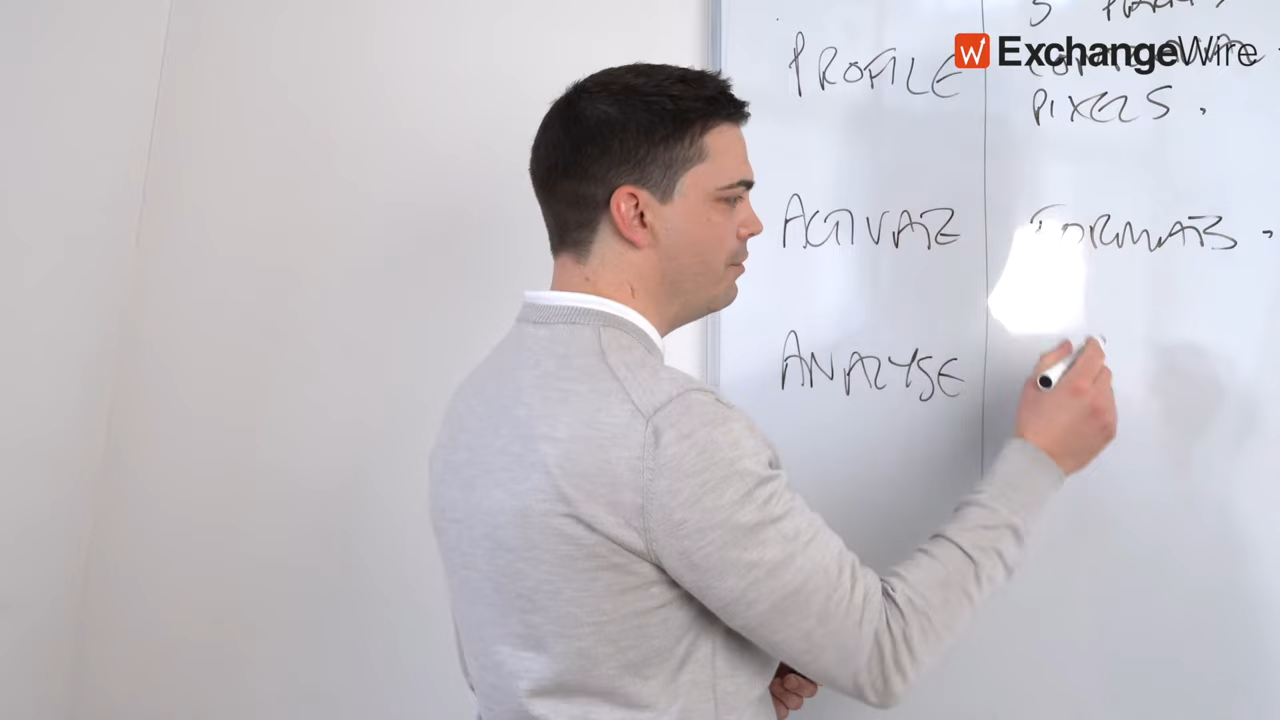 ExchangeWire
PROFILE
PIXELS.
ACTIVATE
FORMATS.
ANALYSE